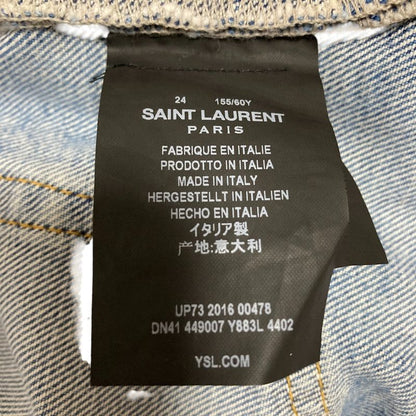 24 155/60Y
SAINT LAURENT
PARIS
FABRIQUE EN ITALIE
PRODOTTO IN ITALIA
MADE IN ITALY
HERGESTELLT IN ITALIEN
HECHO EN ITALIA
イタリア製
产地:意大利
UP73 2016 00478
DN41 449007 Y883L 4402
YSL.COM